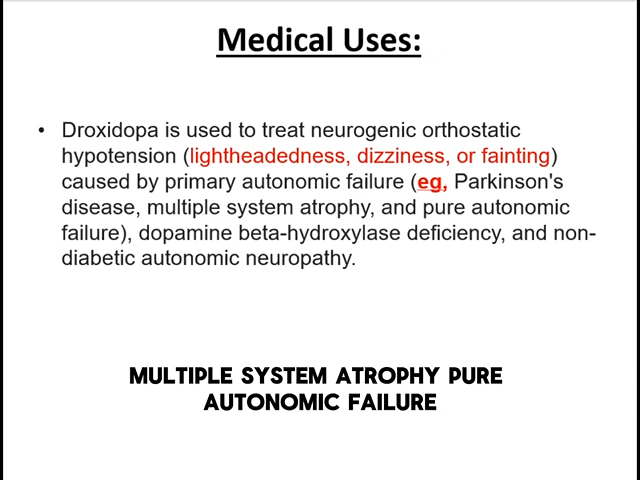 Medical Uses:
• Droxidopa is used to treat neurogenic orthostatic
hypotension (lightheadedness, dizziness, or fainting)
caused by primary autonomic failure (eg, Parkinson's
disease, multiple system atrophy, and pure autonomic
failure), dopamine beta-hydroxylase deficiency, and non-
diabetic autonomic neuropathy.
MULTIPLE SYSTEM ATROPHY PURE
AUTONOMIC FAILURE